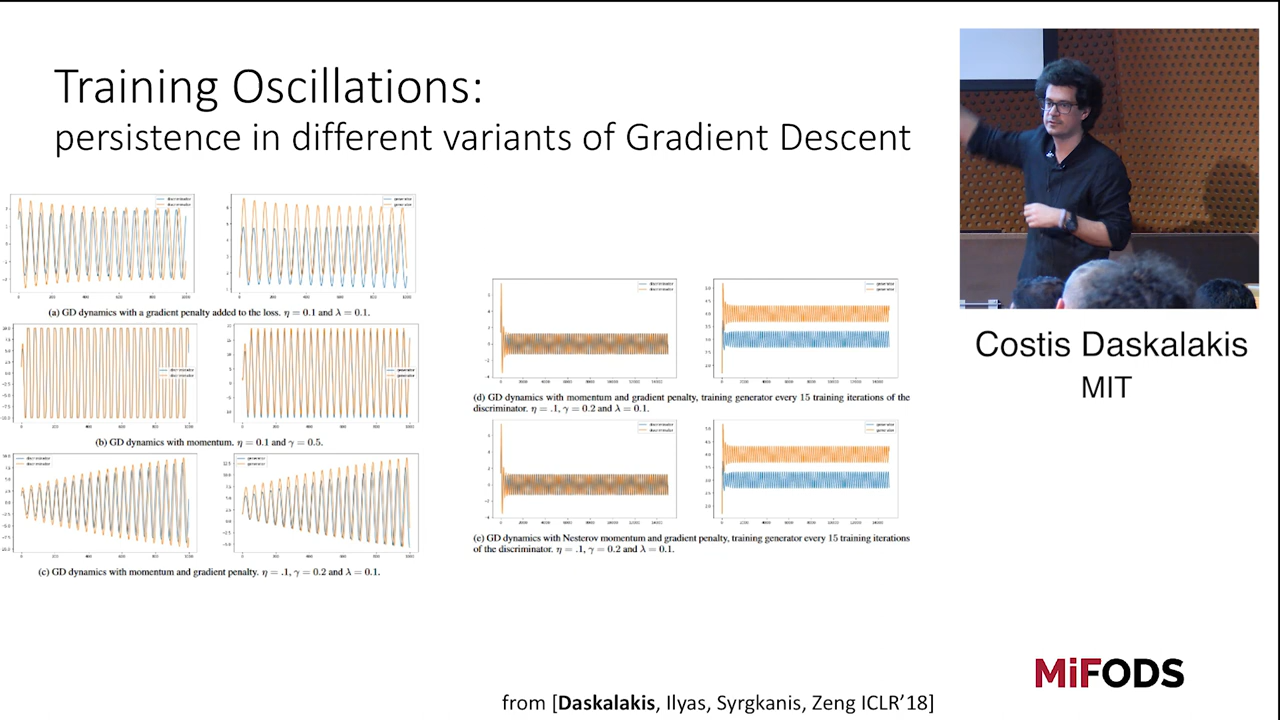 Training Oscillations:
persistence in different variants of Gradient Descent
(a) GD dynamics with a gradient penalty added to the loss. η = 0.1 and λ = 0.1.
(b) GD dynamics with momentum. η = 0.1 and γ = 0.5.
(c) GD dynamics with momentum and gradient penalty. η = .1, γ = 0.2 and λ = 0.1.
(d) GD dynamics with momentum and gradient penalty, training generator every 15 training iterations of the
discriminator. η = .1, γ = 0.2 and λ = 0.1.
(e) GD dynamics with Nesterov momentum and gradient penalty, training generator every 15 training iterations
of the discriminator. η = .1, γ = 0.2 and λ = 0.1.
from [Daskalakis, Ilyas, Syrgkanis, Zeng ICLR'18]
Costis Daskalakis
MIT
MiFODS